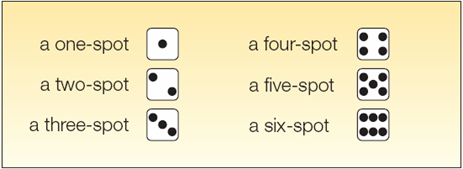 a one-spot
a two-spot
a three-spot
a four-spot
a five-spot
a six-spot